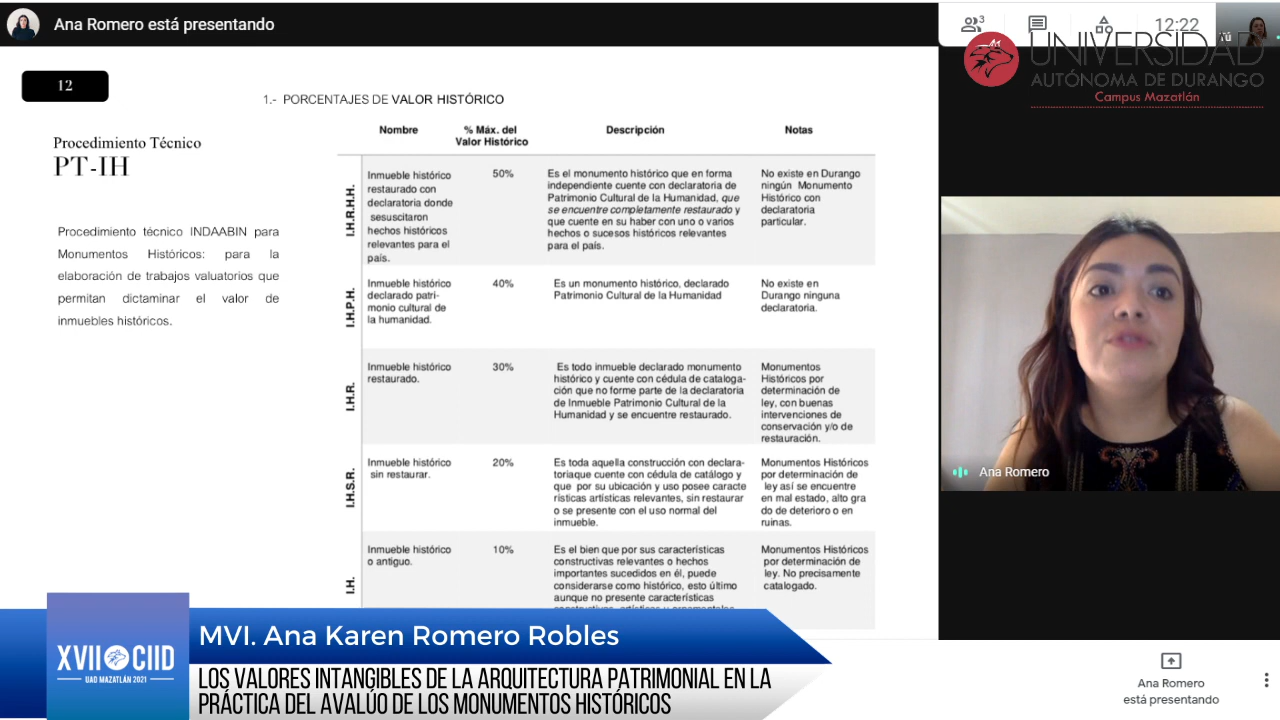 Ana Romero está presentando
3
12:22
Tú
UNIVERSIDAD
AUTÓNOMA DE DURANGO
Campus Mazatlán
12
Procedimiento Técnico
PT-IH
Procedimiento técnico INDAABIN para
Monumentos Históricos: para la
elaboración de trabajos valuatorios que
permitan dictaminar el valor de
inmuebles históricos.
1.- PORCENTAJES DE VALOR HISTÓRICO
Nombre
% Máx. del
Valor Histórico
Descripción
Notas
I.H.R.H.H.
Inmueble histórico
restaurado con
declaratoria donde
sesuscitaron
hechos históricos
relevantes para el
país.
50%
Es el monumento histórico que en forma
independiente cuente con declaratoria de
Patrimonio Cultural de la Humanidad, que
se encuentre completamente restaurado y
que cuente en su haber con uno o varios
hechos o sucesos históricos relevantes
para el país.
No existe en Durango
ningún Monumento
Histórico con
declaratoria
particular.
I.H.P.H.
Inmueble histórico
declarado patri-
monio cultural de
la humanidad.
40%
Es un monumento histórico, declarado
Patrimonio Cultural de la Humanidad
No existe en
Durango ninguna
declaratoria.
I.H.R.
Inmueble histórico
restaurado.
30%
Es todo inmueble declarado monumento
histórico y cuente con cédula de cataloga-
ción que no forme parte de la declaratoria
de Inmueble Patrimonio Cultural de la
Humanidad y se encuentre restaurado.
Monumentos
Históricos por
determinación de
ley, con buenas
intervenciones de
conservación y/o de
restauración.
I.H.S.R.
Inmueble histórico
sin restaurar.
20%
Es toda aquella construcción con declara-
toriaque cuente con cédula de catálogo y
que por su ubicación y uso posee caracte
rísticas artísticas relevantes, sin restaurar
o se presente con el uso normal del
inmueble.
Monumentos Históricos
por determinación de
ley así se encuentre
en mal estado, alto gra
do de deterioro o en
ruinas.
I.H.
Inmueble histórico
o antiguo.
10%
Es el bien que por sus características
constructivas relevantes o hechos
importantes sucedidos en él, puede
considerarse como histórico, esto último
aunque no presente características
Monumentos Históricos
por determinación de
ley. No precisamente
catalogado.
Ana Romero
XVII CIID
UAD MAZATLÁN 2021
MVI. Ana Karen Romero Robles
LOS VALORES INTANGIBLES DE LA ARQUITECTURA PATRIMONIAL EN LA
PRÁCTICA DEL AVALÚO DE LOS MONUMENTOS HISTÓRICOS
Ana Romero
está presentando